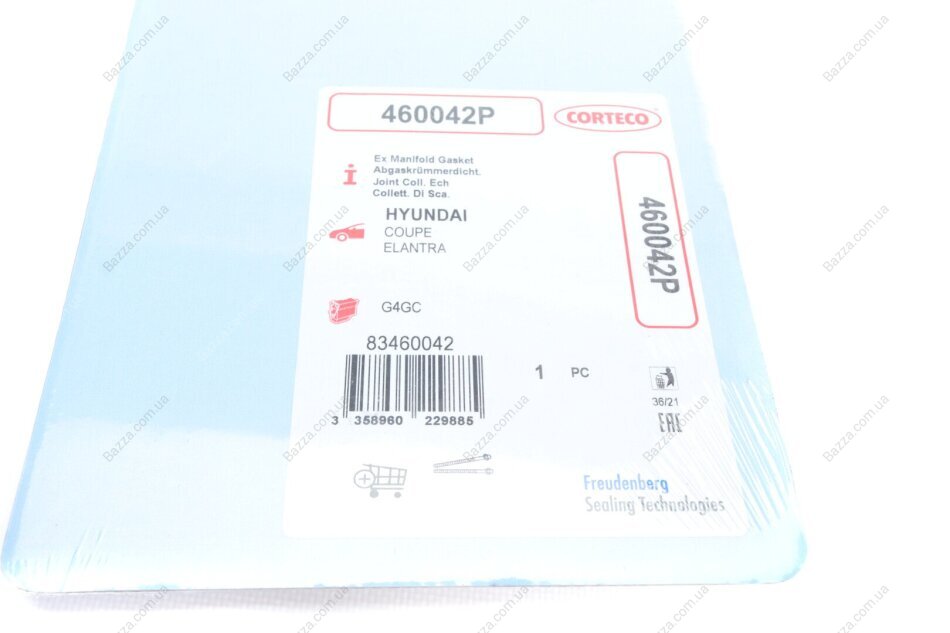 460042P
CORTECO
Ex Manifold Gasket
Abgaskrümmerdicht.
Joint Coll. Ech
Collett. Di Sca.
HYUNDAI
COUPE
ELANTRA
460042P
G4GC
83460042
1 PC
3 358960 229885
36/21
EAC
Freudenberg
Sealing Technologies
Bazza.com.ua